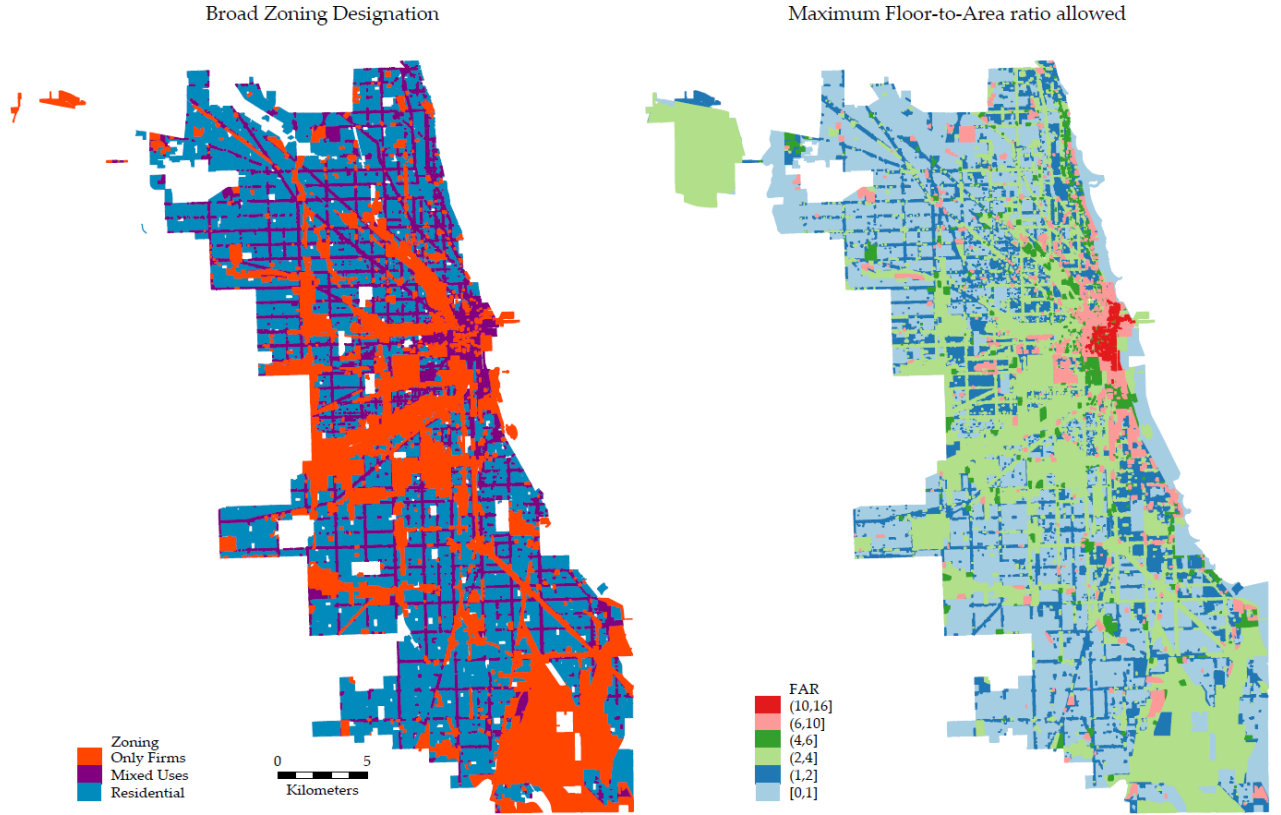 Broad Zoning Designation
Maximum Floor-to-Area ratio allowed
Zoning
Only Firms
Mixed Uses
Residential
0 5
Kilometers
FAR
(10,16]
(6,10]
(4,6]
(2,4]
(1,2]
[0,1]